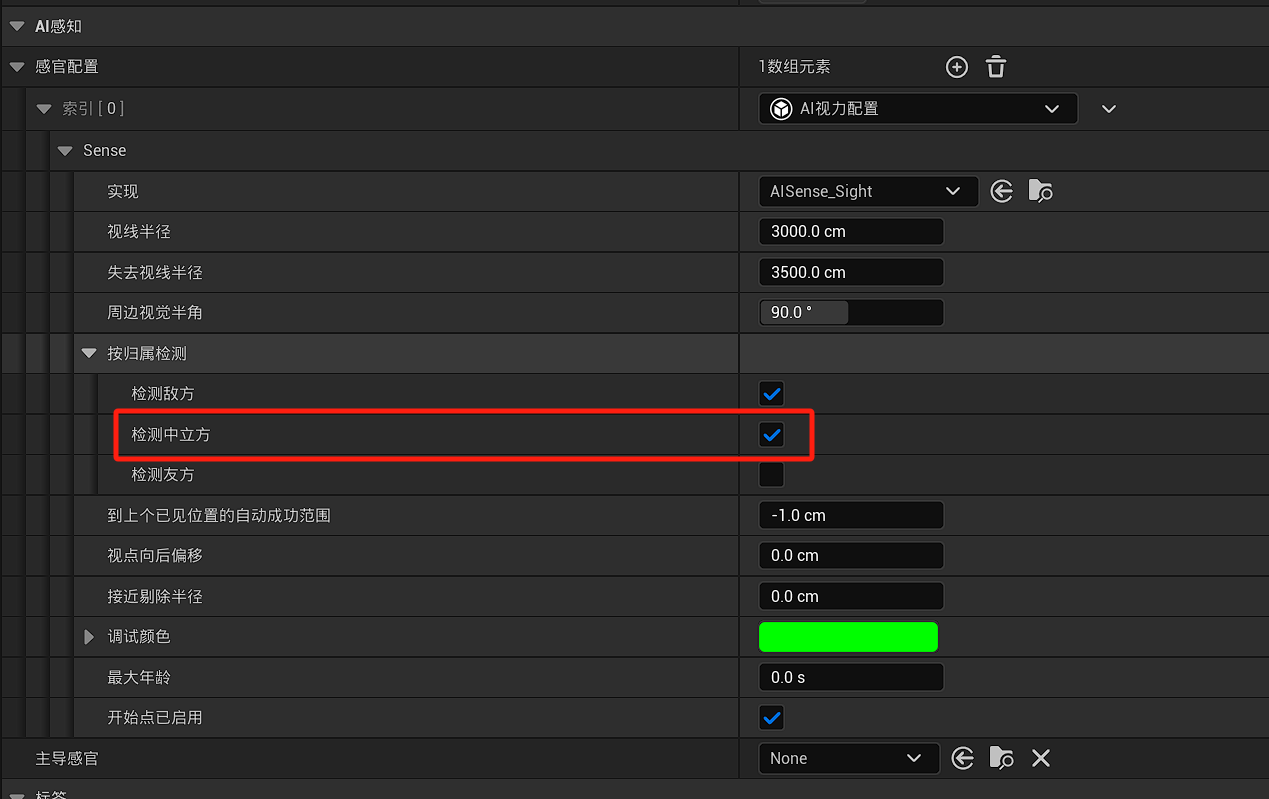 AI感知
感官配置 1数组元素
索引 [ 0 ] AI视力配置
Sense
实现 AISense_Sight
视线半径 3000.0 cm
失去视线半径 3500.0 cm
周边视觉半角 90.0 °
按归属检测
检测敌方
检测中立方
检测友方
到上个已见位置的自动成功范围 -1.0 cm
视点向后偏移 0.0 cm
接近剔除半径 0.0 cm
调试颜色
最大年龄 0.0 s
开始点已启用
主导感官 None
标签